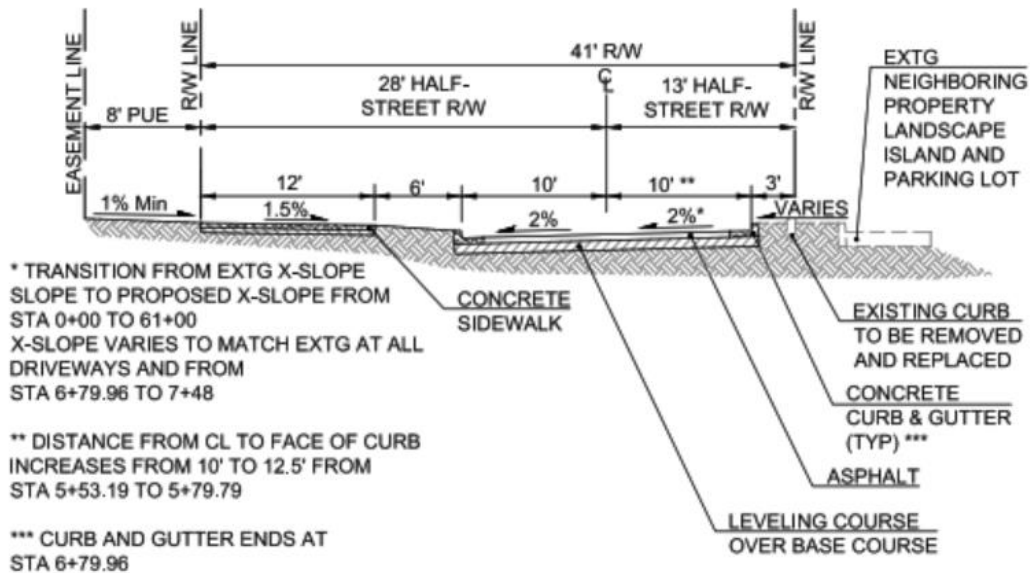 EASEMENT LINE
R/W LINE
41' R/W
R/W LINE
CL
28' HALF-
STREET R/W
13' HALF-
STREET R/W
8' PUE
EXTG
NEIGHBORING
PROPERTY
LANDSCAPE
ISLAND AND
PARKING LOT
12'
6'
10'
10' **
3'
1% Min
1.5%
2%
2%*
VARIES
* TRANSITION FROM EXTG X-SLOPE
SLOPE TO PROPOSED X-SLOPE FROM
STA 0+00 TO 61+00
X-SLOPE VARIES TO MATCH EXTG AT ALL
DRIVEWAYS AND FROM
STA 6+79.96 TO 7+48
** DISTANCE FROM CL TO FACE OF CURB
INCREASES FROM 10' TO 12.5' FROM
STA 5+53.19 TO 5+79.79
*** CURB AND GUTTER ENDS AT
STA 6+79.96
CONCRETE
SIDEWALK
EXISTING CURB
TO BE REMOVED
AND REPLACED
CONCRETE
CURB & GUTTER
(TYP) ***
ASPHALT
LEVELING COURSE
OVER BASE COURSE